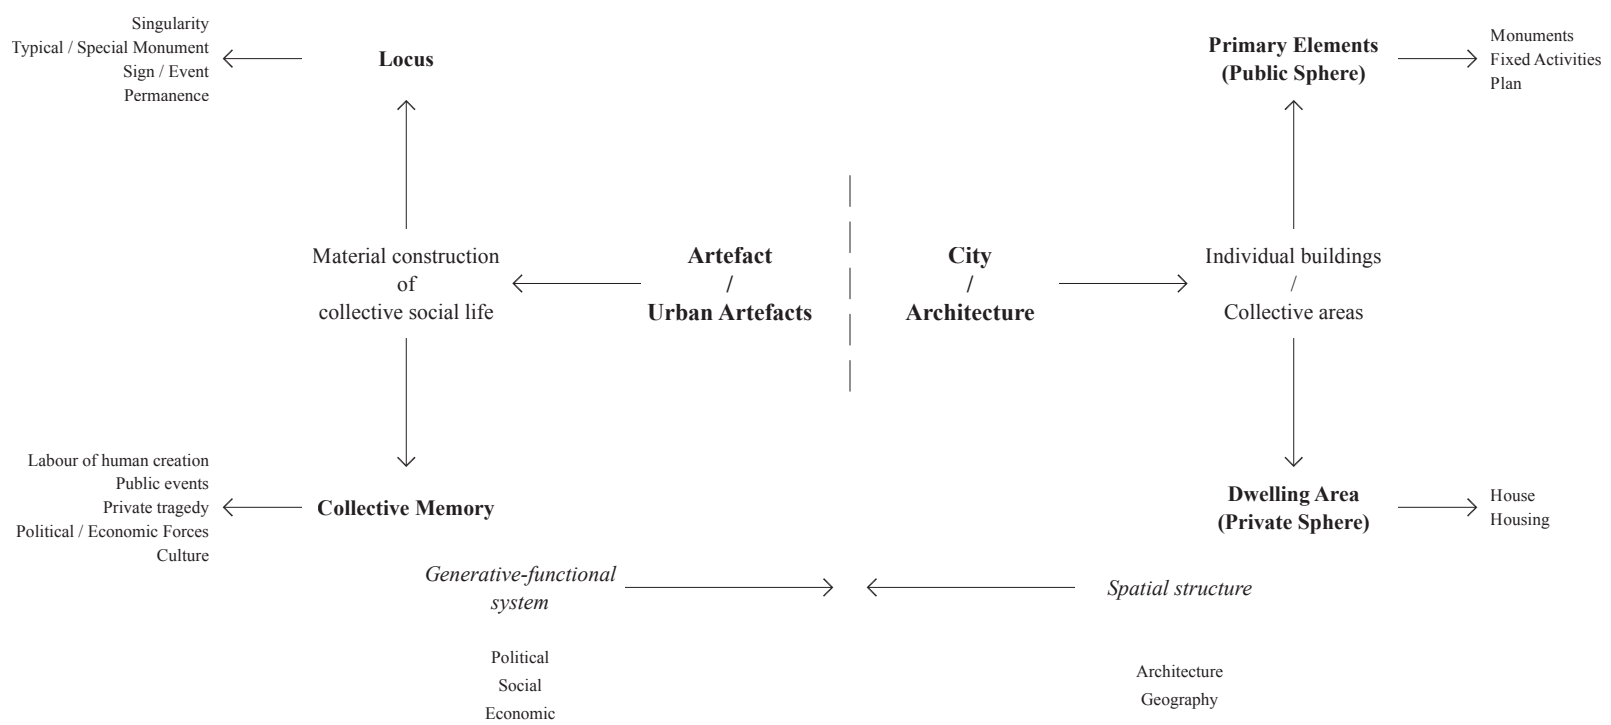 Singularity
Typical / Special Monument
Sign / Event
Permanence
Locus
Primary Elements
(Public Sphere)
Monuments
Fixed Activities
Plan
Material construction
of
collective social life
Artefact
/
Urban Artefacts
City
/
Architecture
Individual buildings
/
Collective areas
Labour of human creation
Public events
Private tragedy
Political / Economic Forces
Culture
Collective Memory
Dwelling Area
(Private Sphere)
House
Housing
Generative-functional
system
Spatial structure
Political
Social
Economic
Architecture
Geography